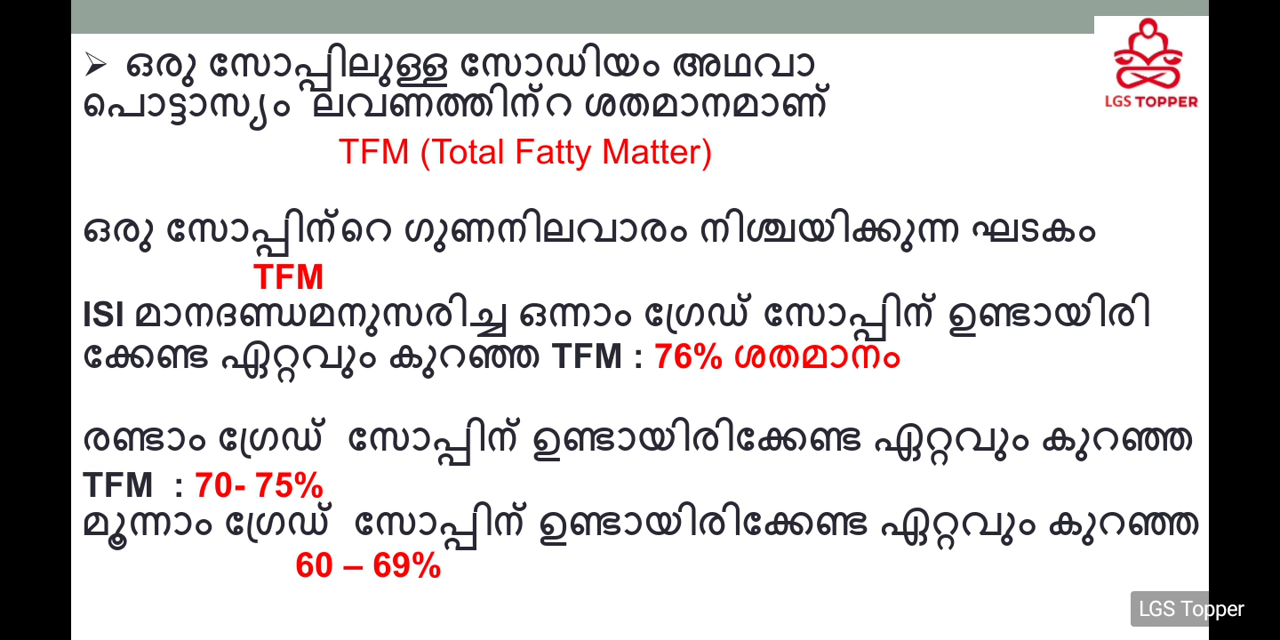 ➢ ഒരു സോപ്പിലുള്ള സോഡിയം അഥവാ
പൊട്ടാസ്യം ലവണത്തിന്റ ശതമാനമാണ്
TFM (Total Fatty Matter)
ഒരു സോപ്പിന്റെ ഗുണനിലവാരം നിശ്ചയിക്കുന്ന ഘടകം
TFM
ISI മാനദണ്ഡമനുസരിച്ച ഒന്നാം ഗ്രേഡ് സോപ്പിന് ഉണ്ടായിരി
ക്കേണ്ട ഏറ്റവും കുറഞ്ഞ TFM : 76% ശതമാനം
രണ്ടാം ഗ്രേഡ് സോപ്പിന് ഉണ്ടായിരിക്കേണ്ട ഏറ്റവും കുറഞ്ഞ
TFM : 70- 75%
മൂന്നാം ഗ്രേഡ് സോപ്പിന് ഉണ്ടായിരിക്കേണ്ട ഏറ്റവും കുറഞ്ഞ
60 – 69%
LGS TOPPER
LGS Topper